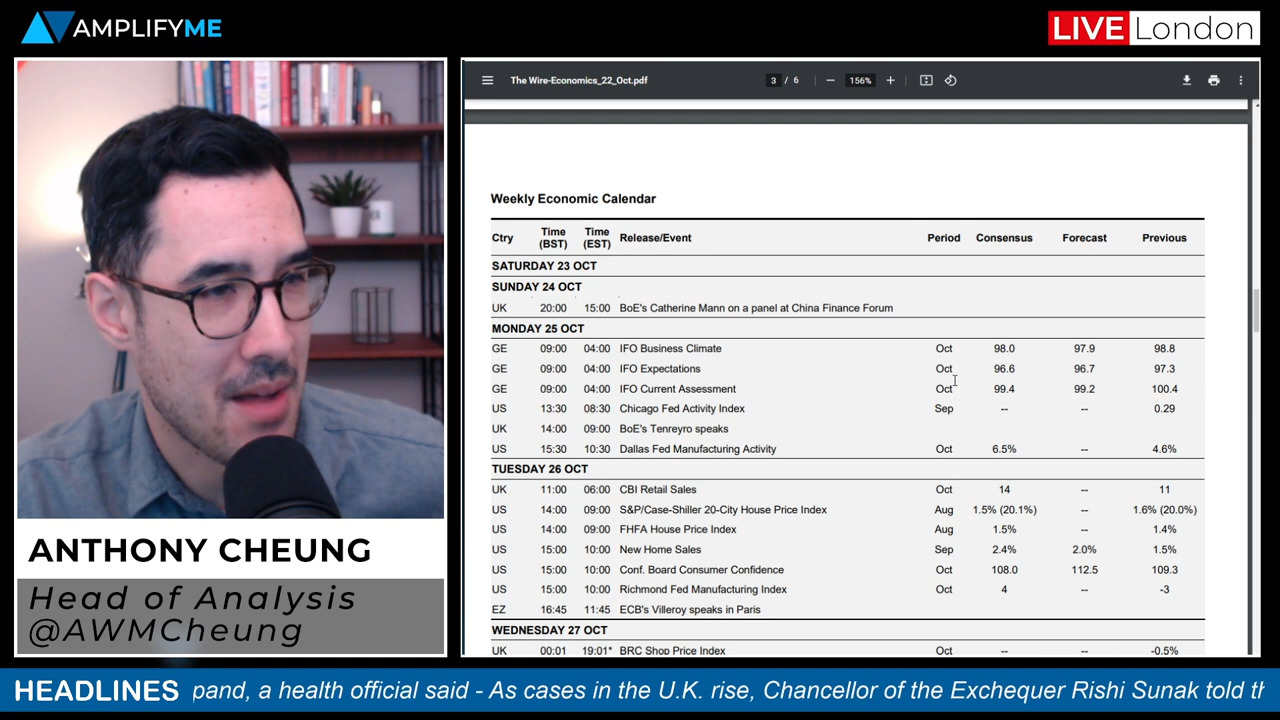 AMPLIFYME
LIVE London
The Wire-Economics_22_Oct.pdf
3 / 6
156%
Weekly Economic Calendar
Ctry Time (BST) Time (EST) Release/Event Period Consensus Forecast Previous
SATURDAY 23 OCT
SUNDAY 24 OCT
UK 20:00 15:00 BoE's Catherine Mann on a panel at China Finance Forum
MONDAY 25 OCT
GE 09:00 04:00 IFO Business Climate Oct 98.0 97.9 98.8
GE 09:00 04:00 IFO Expectations Oct 96.6 96.7 97.3
GE 09:00 04:00 IFO Current Assessment Oct 99.4 99.2 100.4
US 13:30 08:30 Chicago Fed Activity Index Sep -- -- 0.29
UK 14:00 09:00 BoE's Tenreyro speaks
US 15:30 10:30 Dallas Fed Manufacturing Activity Oct 6.5% -- 4.6%
TUESDAY 26 OCT
UK 11:00 06:00 CBI Retail Sales Oct 14 -- 11
US 14:00 09:00 S&P/Case-Shiller 20-City House Price Index Aug 1.5% (20.1%) -- 1.6% (20.0%)
US 14:00 09:00 FHFA House Price Index Aug 1.5% -- 1.4%
US 15:00 10:00 New Home Sales Sep 2.4% 2.0% 1.5%
US 15:00 10:00 Conf. Board Consumer Confidence Oct 108.0 112.5 109.3
US 15:00 10:00 Richmond Fed Manufacturing Index Oct 4 -- -3
EZ 16:45 11:45 ECB's Villeroy speaks in Paris
WEDNESDAY 27 OCT
UK 00:01 19:01* BRC Shop Price Index Oct -- -- -0.5%
ANTHONY CHEUNG
Head of Analysis
@AWMCheung
HEADLINES pand, a health official said - As cases in the U.K. rise, Chancellor of the Exchequer Rishi Sunak told th